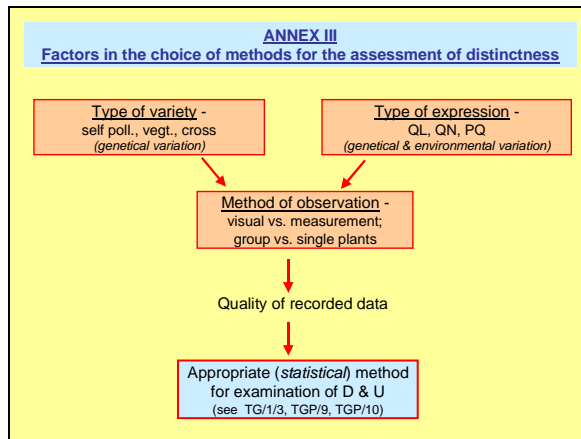 ANNEX III
Factors in the choice of methods for the assessment of distinctness
Type of variety -
self poll., vegt., cross
(genetical variation)
Type of expression -
QL, QN, PQ
(genetical & environmental variation)
Method of observation -
visual vs. measurement;
group vs. single plants
Quality of recorded data
Appropriate (statistical) method
for examination of D & U
(see TG/1/3, TGP/9, TGP/10)